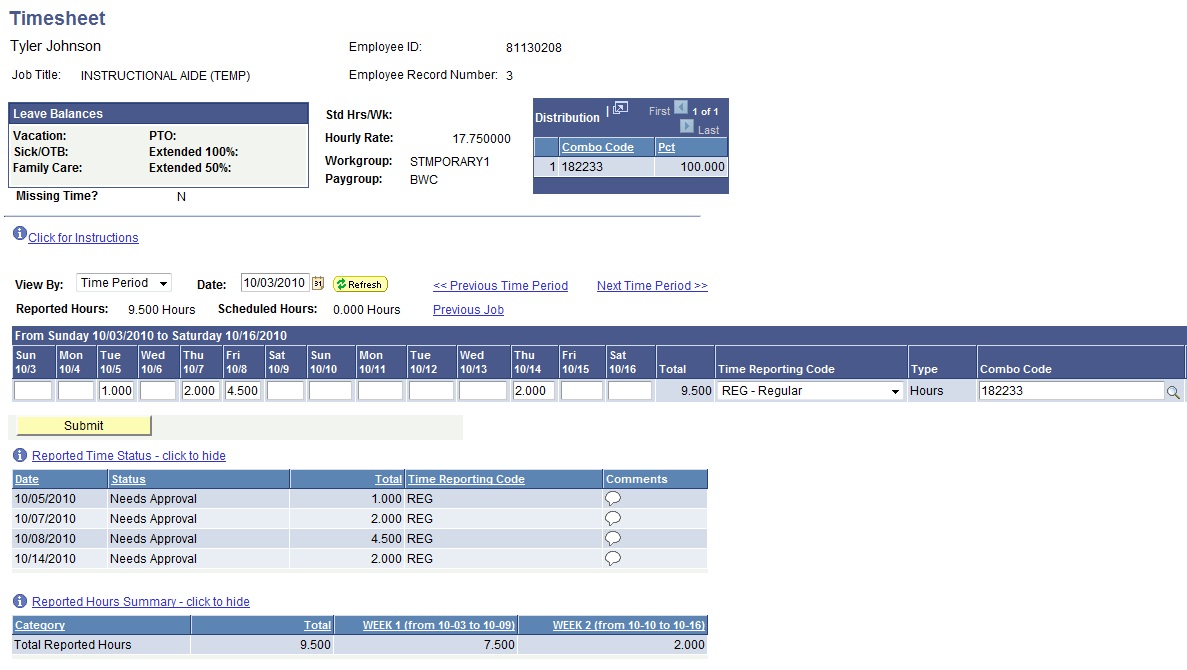 Timesheet
Tyler Johnson Employee ID: 81130208
Job Title: INSTRUCTIONAL AIDE (TEMP) Employee Record Number: 3
Leave Balances
Vacation: PTO:
Sick/OTB: Extended 100%:
Family Care: Extended 50%:
Missing Time? N
Std Hrs/Wk:
Hourly Rate: 17.750000
Workgroup: STMPORARY1
Paygroup: BWC
Distribution | First 1 of 1 Last
Combo Code Pct
1 182233 100.000
Click for Instructions
View By: Time Period Date: 10/03/2010 31 Refresh << Previous Time Period Next Time Period >>
Reported Hours: 9.500 Hours Scheduled Hours: 0.000 Hours Previous Job
From Sunday 10/03/2010 to Saturday 10/16/2010
Sun Mon Tue Wed Thu Fri Sat Sun Mon Tue Wed Thu Fri Sat
10/3 10/4 10/5 10/6 10/7 10/8 10/9 10/10 10/11 10/12 10/13 10/14 10/15 10/16 Total Time Reporting Code Type Combo Code
1.000 2.000 4.500 2.000 9.500 REG - Regular Hours 182233
Submit
Reported Time Status - click to hide
Date Status Total Time Reporting Code Comments
10/05/2010 Needs Approval 1.000 REG
10/07/2010 Needs Approval 2.000 REG
10/08/2010 Needs Approval 4.500 REG
10/14/2010 Needs Approval 2.000 REG
Reported Hours Summary - click to hide
Category Total WEEK 1 (from 10-03 to 10-09) WEEK 2 (from 10-10 to 10-16)
Total Reported Hours 9.500 7.500 2.000